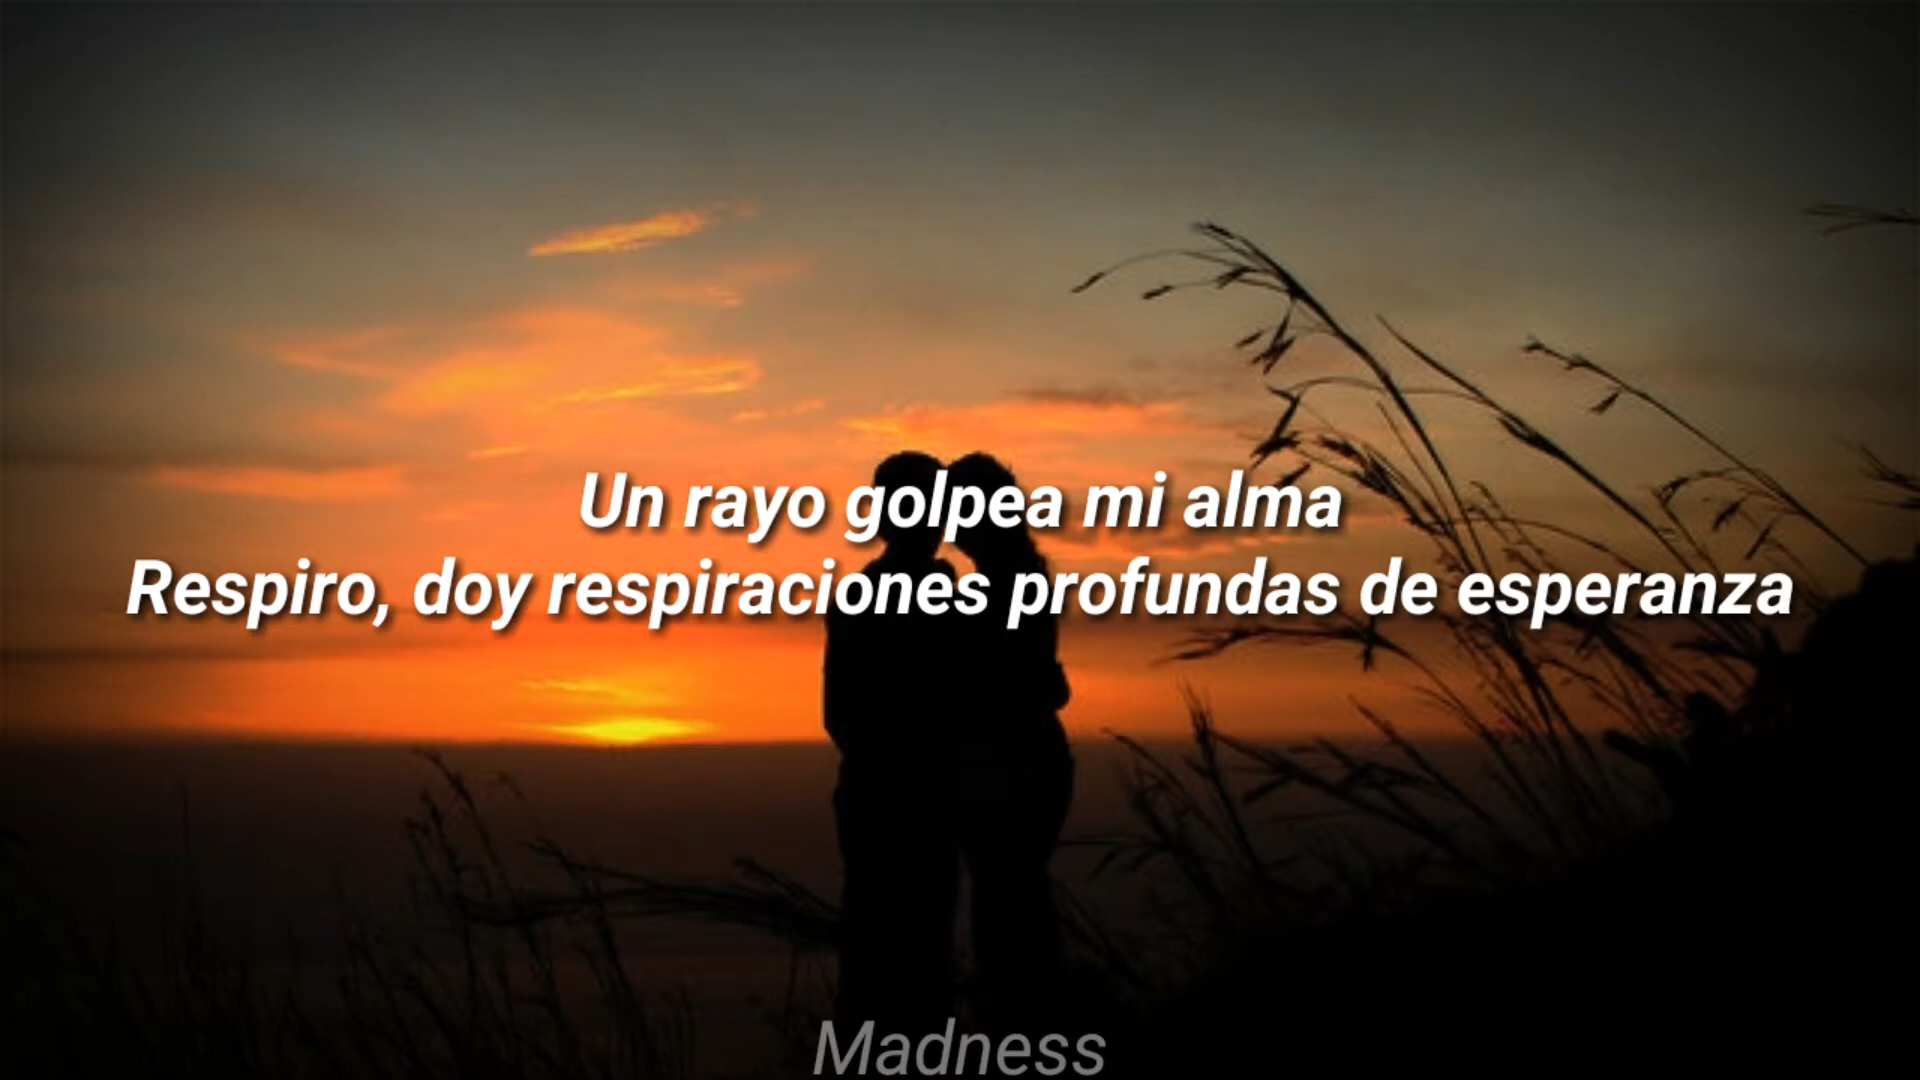 Un rayo golpea mi alma
Respiro, doy respiraciones profundas de esperanza
Madness